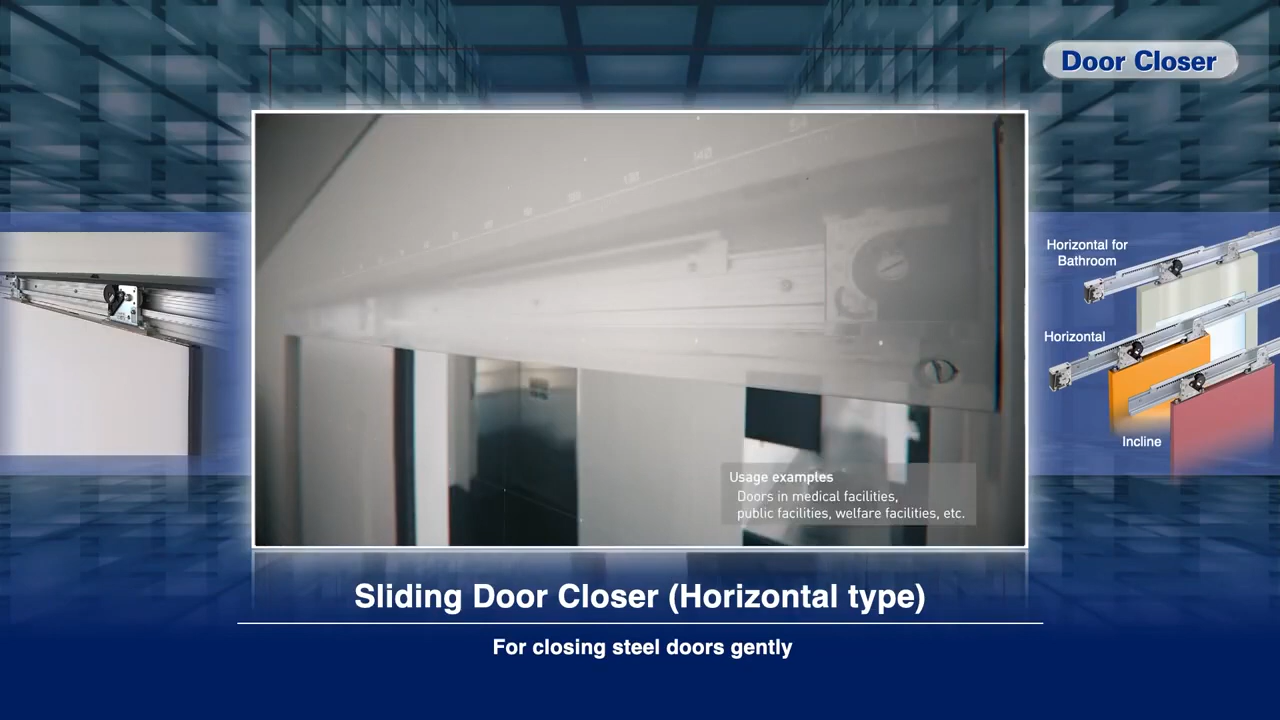 Door Closer
Horizontal for
Bathroom
Horizontal
Incline
Usage examples
Doors in medical facilities,
public facilities, welfare facilities, etc.
Sliding Door Closer (Horizontal type)
For closing steel doors gently